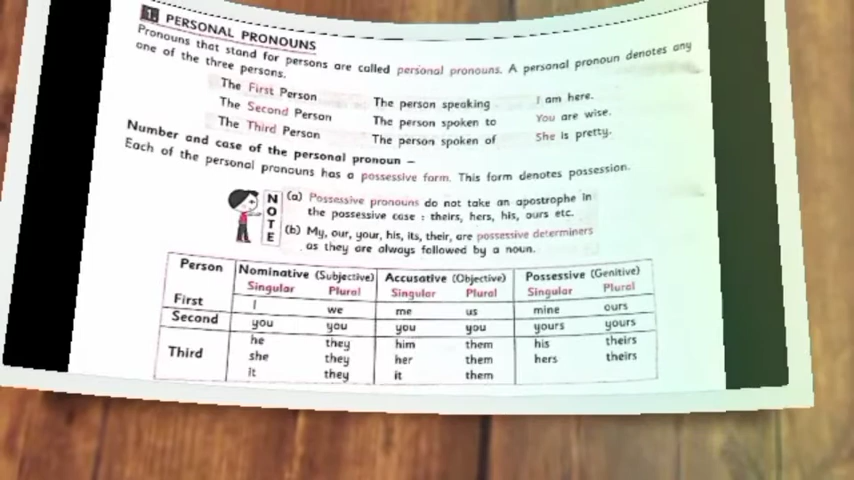 1. PERSONAL PRONOUNS
Pronouns that stand for persons are called personal pronouns. A personal pronoun denotes any
one of the three persons.
The First Person The person speaking I am here.
The Second Person The person spoken to You are wise.
The Third Person The person spoken of She is pretty.
Number and case of the personal pronoun –
Each of the personal pronouns has a possessive form. This form denotes possession.
NOTE
(a) Possessive pronouns do not take an apostrophe in
the possessive case : theirs, hers, his, ours etc.
(b) My, our, your, his, its, their, are possessive determiners
as they are always followed by a noun.
Person Nominative (Subjective) Accusative (Objective) Possessive (Genitive)
Singular Plural Singular Plural Singular Plural
First I we me us mine ours
Second you you you you yours yours
he they him them his theirs
Third she they her them hers theirs
it they it them